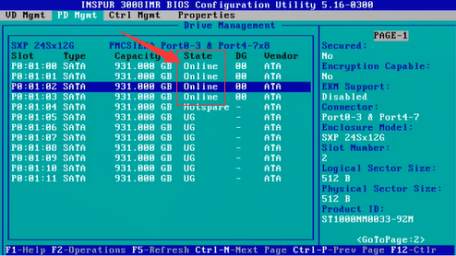 INSPUR 3008IMR BIOS Configuration Utility 5.16-0300
VD Mgmt PD Mgmt Ctrl Mgmt Properties
Drive Management
PAGE-1
SXP 24Sx12G PMCSIERA Port0-3 & Port4-7x8
Slot Type Capacity State DG Vendor
P0:01:00 SATA 931.000 GB Online 00 ATA
P0:01:01 SATA 931.000 GB Online 00 ATA
P0:01:02 SATA 931.000 GB Online 00 ATA
P0:01:03 SATA 931.000 GB Online 00 ATA
P0:01:04 SATA 931.000 GB Hotspare - ATA
P0:01:05 SATA 931.000 GB UG - ATA
P0:01:06 SATA 931.000 GB UG - ATA
P0:01:07 SATA 931.000 GB UG - ATA
P0:01:08 SATA 931.000 GB UG - ATA
P0:01:09 SATA 931.000 GB UG - ATA
P0:01:10 SATA 931.000 GB UG - ATA
P0:01:11 SATA 931.000 GB UG - ATA
Secured:
No
Encryption Capable:
No
EKM Support:
Disabled
Connector:
Port0-3 & Port4-7
Enclosure Model:
SXP 24Sx12G
Slot Number:
2
Logical Sector Size:
512 B
Physical Sector Size:
512 B
Product ID:
ST1000NM0033-9ZM
<GoToPage:2>
F1-Help F2-Operations F5-Refresh Ctrl-N-Next Page Ctrl-P-Prev Page F12-Ctlr